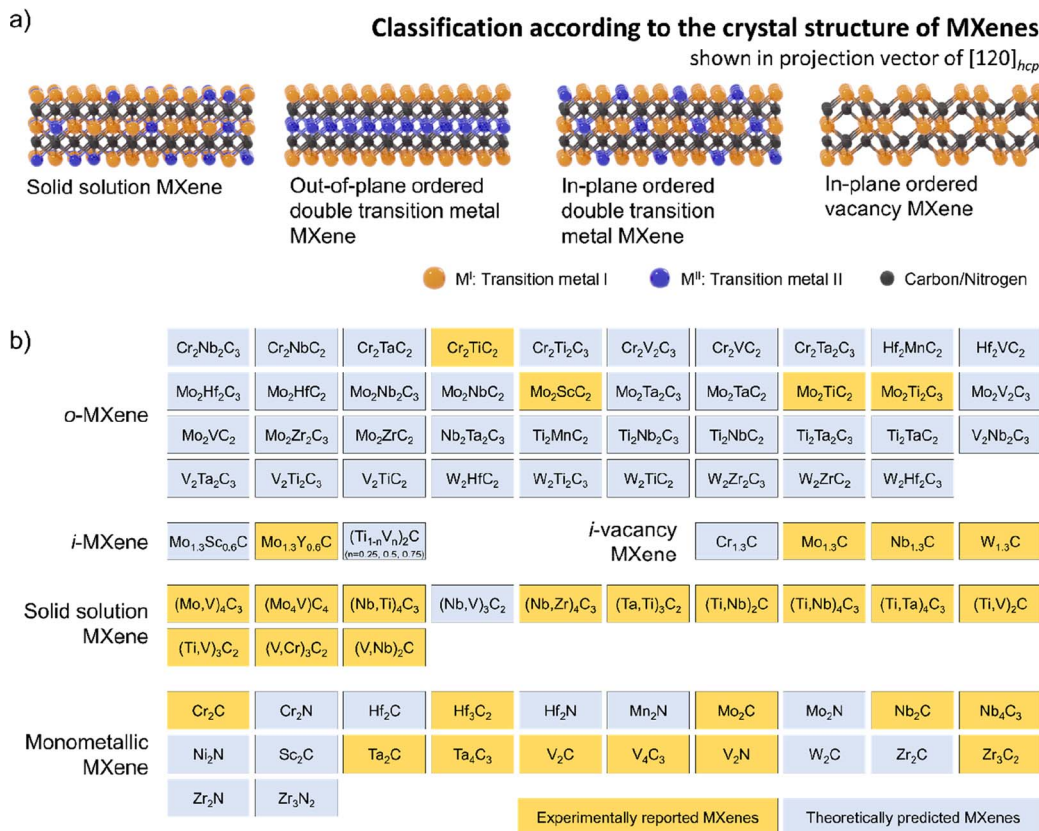 a)
Classification according to the crystal structure of MXenes
shown in projection vector of [120]hcp
Solid solution MXene
Out-of-plane ordered
double transition metal
MXene
In-plane ordered
double transition
metal MXene
In-plane ordered
vacancy MXene
Mᴵ: Transition metal I
Mᴵᴵ: Transition metal II
Carbon/Nitrogen
b)
o-MXene
Cr₂Nb₂C₃ Cr₂NbC₂ Cr₂TaC₂ Cr₂TiC₂ Cr₂Ti₂C₃ Cr₂V₂C₃ Cr₂VC₂ Cr₂Ta₂C₃ Hf₂MnC₂ Hf₂VC₂
Mo₂Hf₂C₃ Mo₂HfC₂ Mo₂Nb₂C₃ Mo₂NbC₂ Mo₂ScC₂ Mo₂Ta₂C₃ Mo₂TaC₂ Mo₂TiC₂ Mo₂Ti₂C₃ Mo₂V₂C₃
Mo₂VC₂ Mo₂Zr₂C₃ Mo₂ZrC₂ Nb₂Ta₂C₃ Ti₂MnC₂ Ti₂Nb₂C₃ Ti₂NbC₂ Ti₂Ta₂C₃ Ti₂TaC₂ V₂Nb₂C₃
V₂Ta₂C₃ V₂Ti₂C₃ V₂TiC₂ W₂HfC₂ W₂Ti₂C₃ W₂TiC₂ W₂Zr₂C₃ W₂ZrC₂ W₂Hf₂C₃
i-MXene
Mo₁.₃Sc₀.₆C Mo₁.₃Y₀.₆C (Ti₁₋ₙVₙ)₂C
(n=0.25, 0.5, 0.75)
i-vacancy
MXene
Cr₁.₃C Mo₁.₃C Nb₁.₃C W₁.₃C
Solid solution
MXene
(Mo,V)₄C₃ (Mo₄V)C₄ (Nb,Ti)₄C₃ (Nb,V)₃C₂ (Nb,Zr)₄C₃ (Ta,Ti)₃C₂ (Ti,Nb)₂C (Ti,Nb)₄C₃ (Ti,Ta)₄C₃ (Ti,V)₂C
(Ti,V)₃C₂ (V,Cr)₃C₂ (V,Nb)₂C
Monometallic
MXene
Cr₂C Cr₂N Hf₂C Hf₃C₂ Hf₂N Mn₂N Mo₂C Mo₂N Nb₂C Nb₄C₃
Ni₂N Sc₂C Ta₂C Ta₄C₃ V₂C V₄C₃ V₂N W₂C Zr₂C Zr₃C₂
Zr₂N Zr₃N₂
Experimentally reported MXenes
Theoretically predicted MXenes